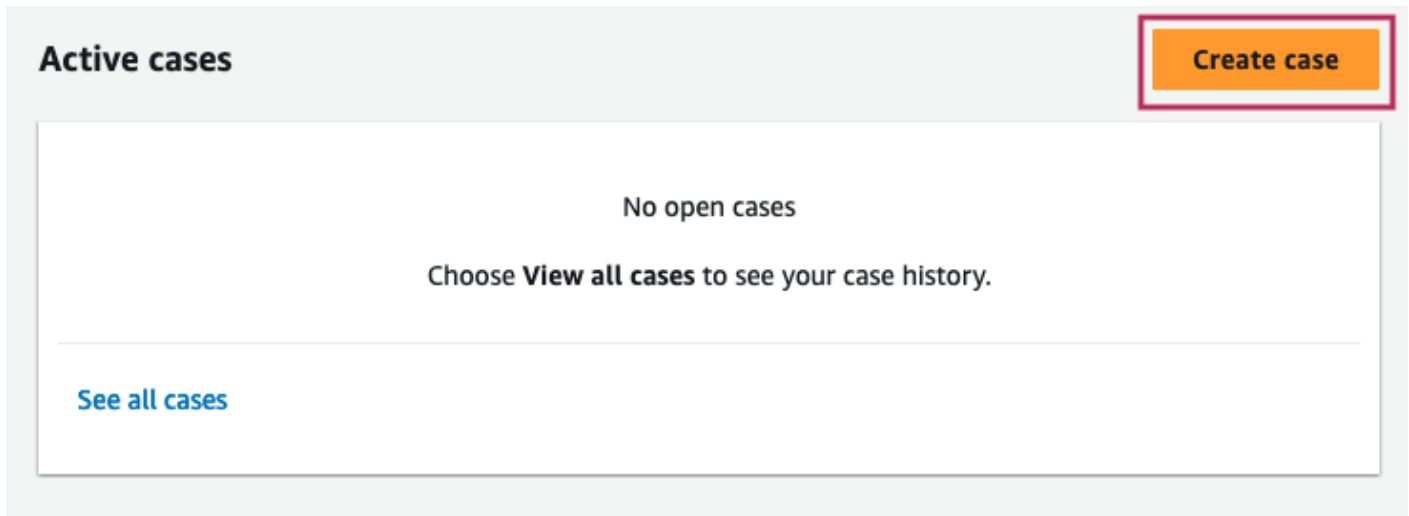 Active cases
Create case
No open cases
Choose View all cases to see your case history.
See all cases